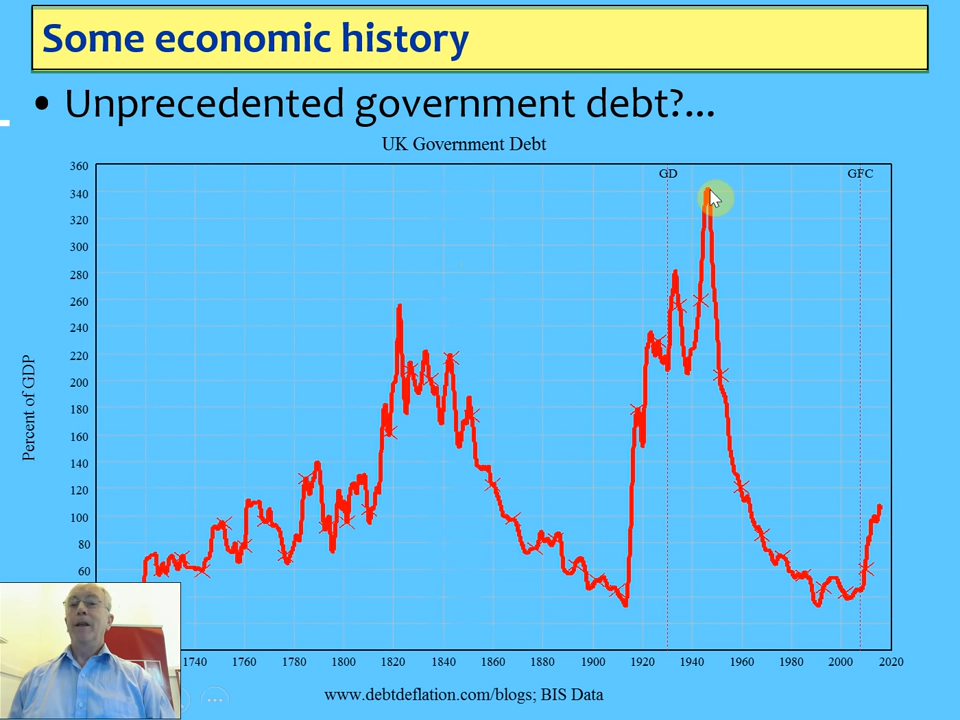 Some economic history
• Unprecedented government debt?...
UK Government Debt
360
340
320
300
280
260
240
220
200
180
160
140
120
100
80
60
GD
GFC
Percent of GDP
1740 1760 1780 1800 1820 1840 1860 1880 1900 1920 1940 1960 1980 2000 2020
www.debtdeflation.com/blogs; BIS Data